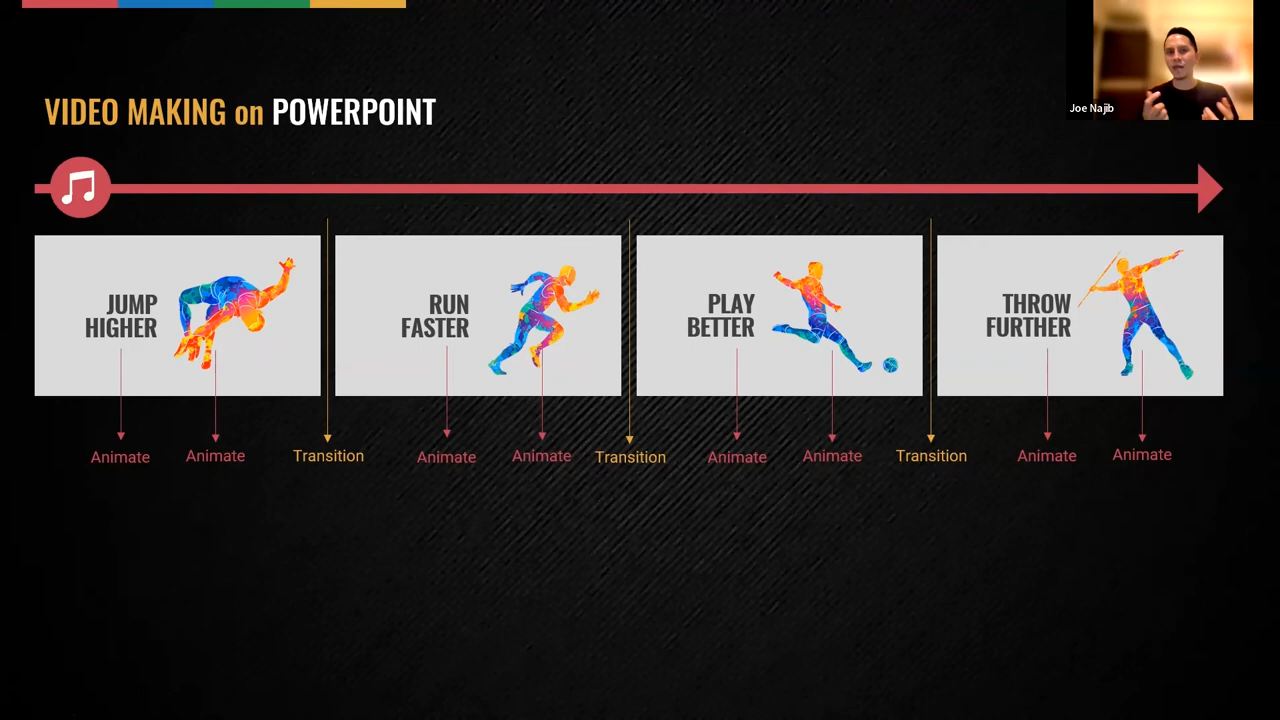 Joe Najib
VIDEO MAKING on POWERPOINT
JUMP
HIGHER
RUN
FASTER
PLAY
BETTER
THROW
FURTHER
Animate
Animate
Transition
Animate
Animate
Transition
Animate
Animate
Transition
Animate
Animate